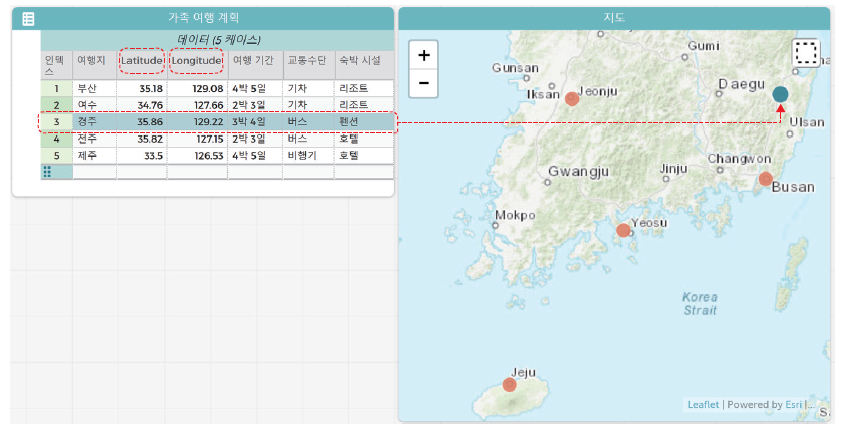 가족 여행 계획
데이터 (5 케이스)
인덱스 여행지 Latitude Longitude 여행 기간 교통수단 숙박 시설
1 부산 35.18 129.08 4박 5일 기차 리조트
2 여수 34.76 127.66 2박 3일 기차 리조트
3 경주 35.86 129.22 3박 4일 버스 펜션
4 전주 35.82 127.15 2박 3일 버스 호텔
5 제주 33.5 126.53 4박 5일 비행기 호텔
지도
+
−
Gumi
Gunsan
Daegu
Iksan
Jeonju
Ulsan
Changwon
Gwangju
Jinju
Busan
Mokpo
Yeosu
Korea
Strait
Jeju
Leaflet | Powered by Esri |...